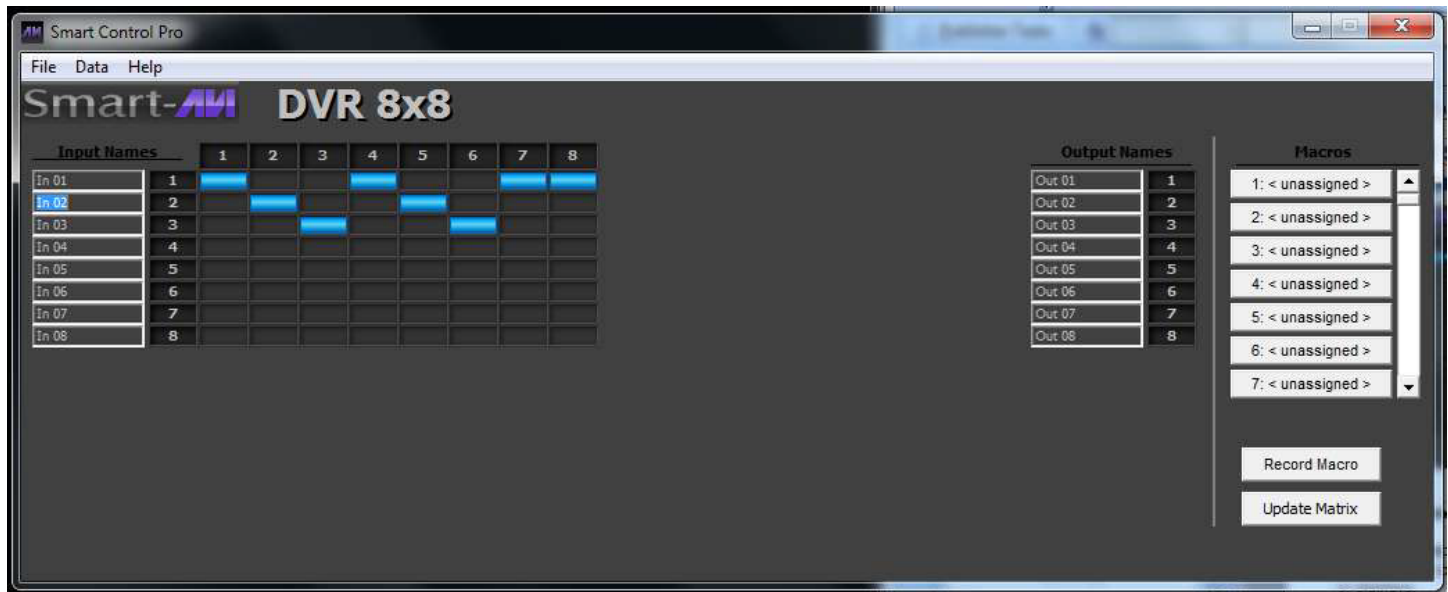 Smart Control Pro
File Data Help
Smart-AVI DVR 8x8
Input Names 1 2 3 4 5 6 7 8 Output Names Macros
In 01 1 Out 01 1 1: < unassigned >
In 02 2 Out 02 2 2: < unassigned >
In 03 3 Out 03 3 3: < unassigned >
In 04 4 Out 04 4 4: < unassigned >
In 05 5 Out 05 5 5: < unassigned >
In 06 6 Out 06 6 6: < unassigned >
In 07 7 Out 07 7 7: < unassigned >
In 08 8 Out 08 8
Record Macro
Update Matrix